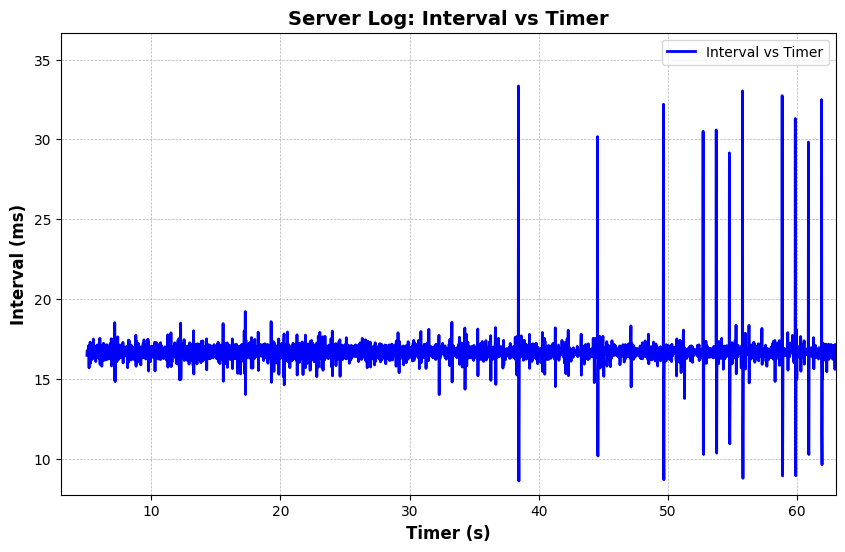 Server Log: Interval vs Timer
Interval vs Timer
Interval (ms)
35
30
25
20
15
10
10 20 30 40 50 60
Timer (s)